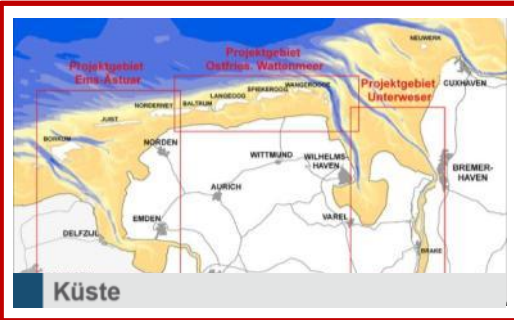 NEUWERK
Projektgebiet
Ostfries. Wattenmeer
Projektgebiet
Ems-Ästuar
CUXHAVEN
Projektgebiet
Unterweser
WANGEROOGE
SPIEKEROOG
LANGEOOG
BALTRUM
NORDERNEY
JUIST
BORKUM
NORDEN
WITTMUND
WILHELMS-
HAVEN
BREMER-
HAVEN
AURICH
EMDEN
VAREL
DELFZIJL
BRAKE
Küste